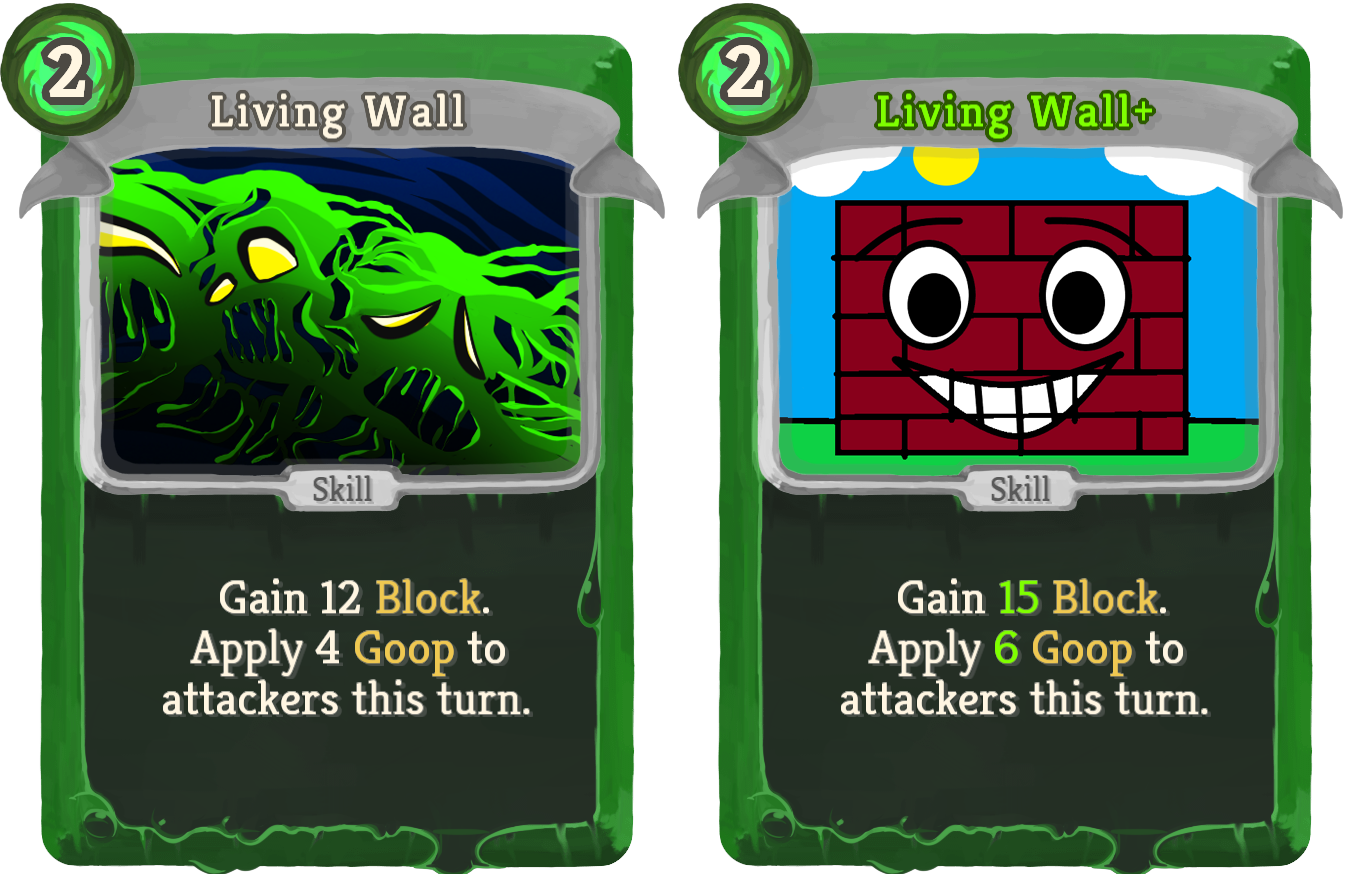 2
Living Wall
Skill
Gain 12 Block.
Apply 4 Goop to
attackers this turn.
2
Living Wall+
Skill
Gain 15 Block.
Apply 6 Goop to
attackers this turn.